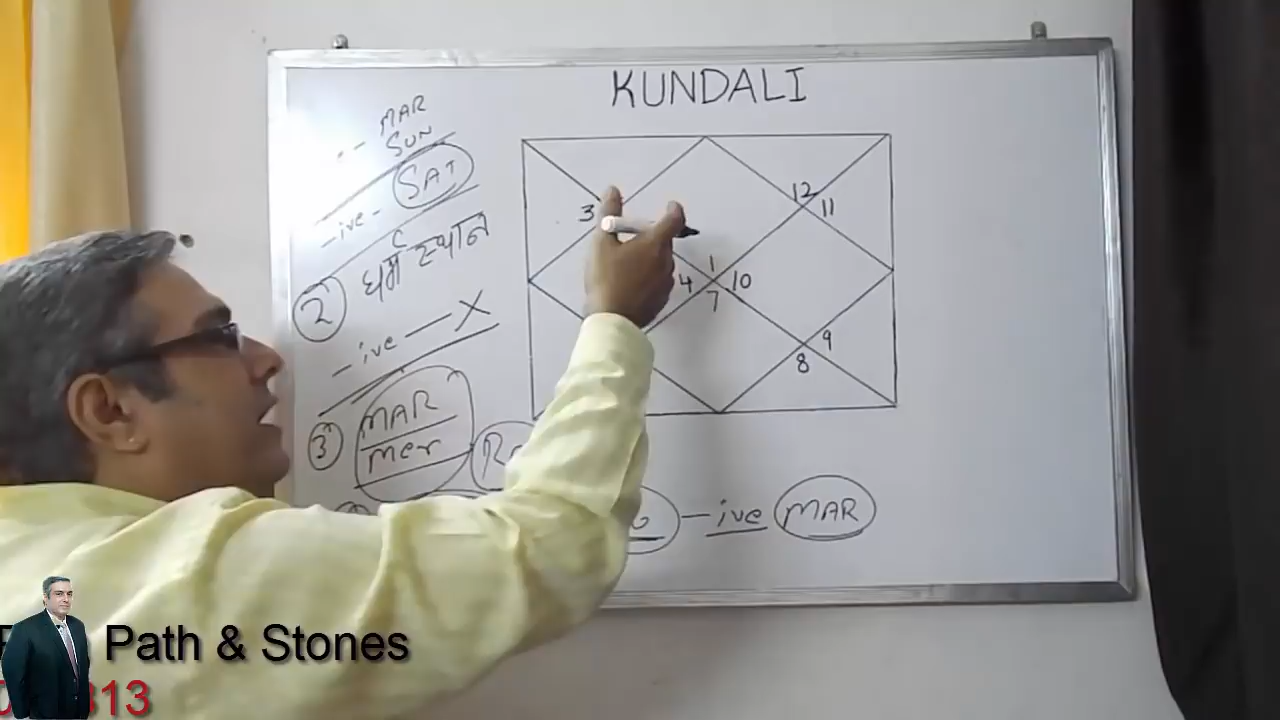 KUNDALI
MAR
SUN
SAT
-ive-
2
धर्म स्थान
-ive — X
3
MAR
Mer
-ive MAR
12
11
3
1
4
10
7
9
8
Path & Stones